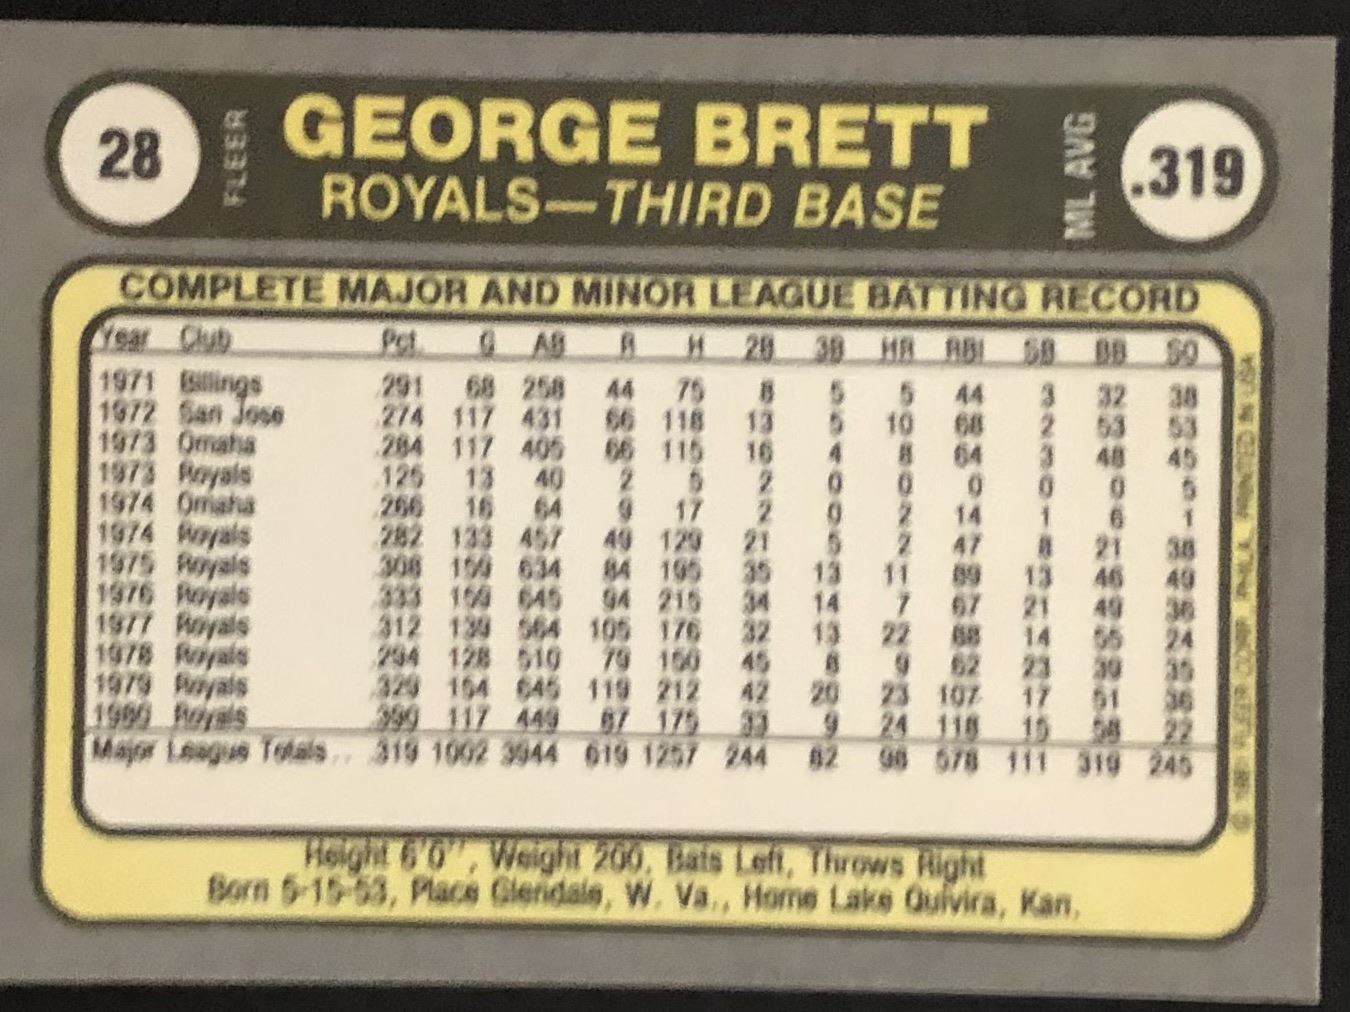 28 FLEER GEORGE BRETT ML AVG .319
ROYALS—THIRD BASE
COMPLETE MAJOR AND MINOR LEAGUE BATTING RECORD
Year Club Pct. G AB R H 2B 3B HR RBI SB BB SO
1971 Billings .291 68 258 44 75 8 5 5 44 3 32 38
1972 San Jose .274 117 431 66 118 13 5 10 68 2 53 53
1973 Omaha .284 117 405 66 115 16 4 8 64 3 48 45
1973 Royals .125 13 40 2 5 2 0 0 0 0 0 5
1974 Omaha .266 16 64 9 17 2 0 2 14 1 6 1
1974 Royals .282 133 457 49 129 21 5 2 47 8 21 38
1975 Royals .308 159 634 84 195 35 13 11 89 13 46 49
1976 Royals .333 159 645 94 215 34 14 7 67 21 49 36
1977 Royals .312 139 564 105 176 32 13 22 88 14 55 24
1978 Royals .294 128 510 79 150 45 8 9 62 23 39 35
1979 Royals .329 154 645 119 212 42 20 23 107 17 51 36
1980 Royals .390 117 449 87 175 33 9 24 118 15 58 22
Major League Totals .. .319 1002 3944 619 1257 244 82 98 578 111 319 245
Height 6'0'', Weight 200, Bats Left, Throws Right
Born 5-15-53, Place Glendale, W. Va., Home Lake Quivira, Kan.
© 1981 FLEER CORP., PHILA. PRINTED IN USA